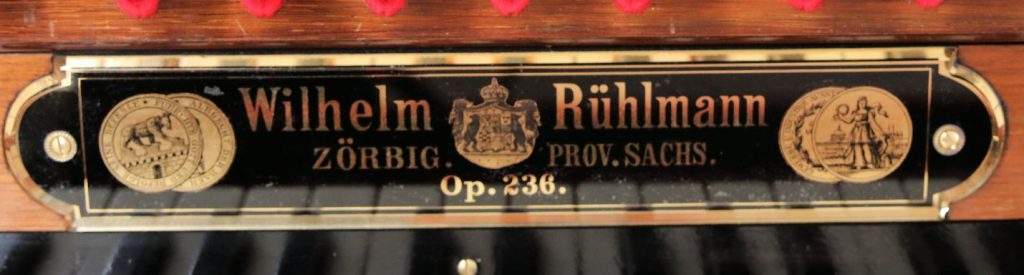 Wilhelm Rühlmann
ZÖRBIG. PROV. SACHS.
Op. 236.